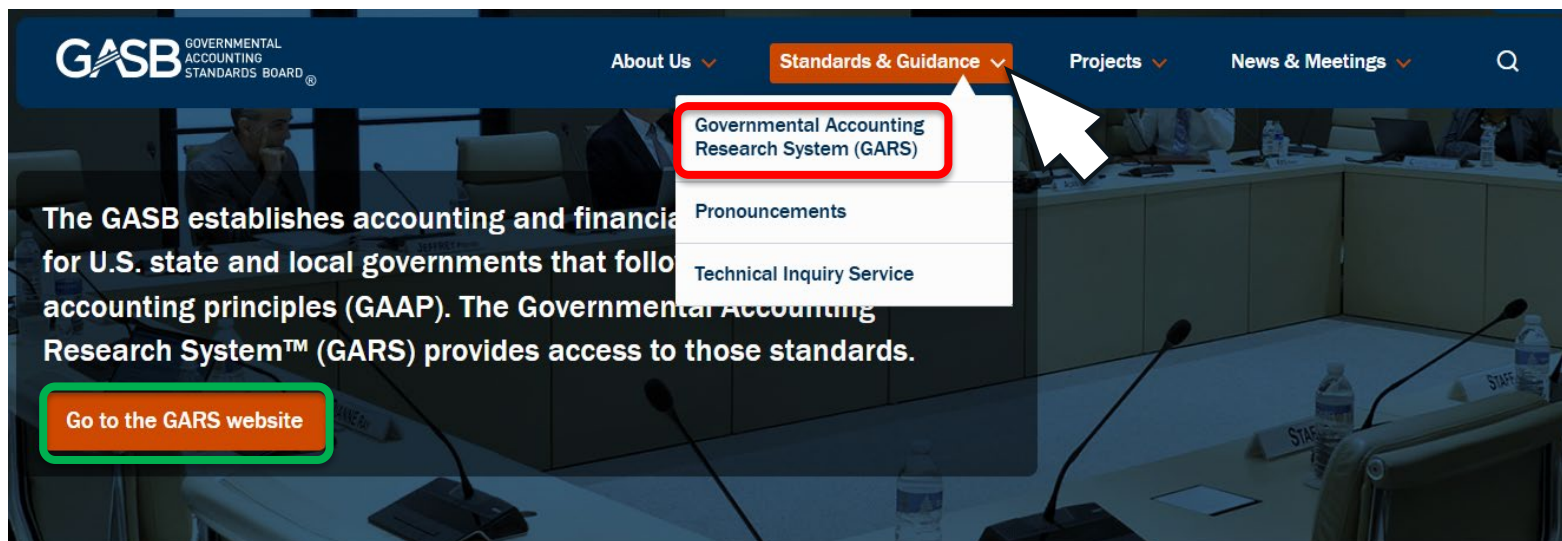 GASB GOVERNMENTAL
ACCOUNTING
STANDARDS BOARD ®
About Us
Standards & Guidance
Projects
News & Meetings
Governmental Accounting
Research System (GARS)
Pronouncements
Technical Inquiry Service
The GASB establishes accounting and financia
for U.S. state and local governments that follo
accounting principles (GAAP). The Governmental Accounting
Research System™ (GARS) provides access to those standards.
Go to the GARS website
STAFF